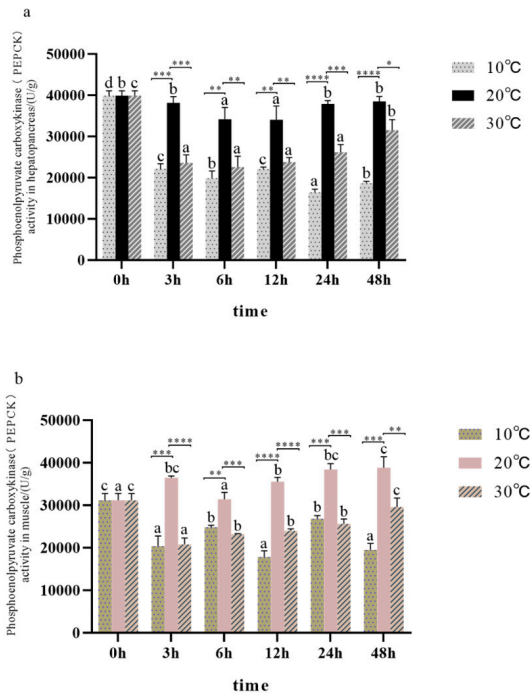 a
Phosphoenolpyruvate carboxykinase( PEPCK)
activity in hepatopancreas/(U/g)
50000
40000
30000
20000
10000
0
*** *** ** ** ** ** **** *** **** *
d b c c b a b a a c a a a b b b b b
0h 3h 6h 12h 24h 48h
time
10℃
20℃
30℃
b
Phosphoenolpyruvate carboxykinase( PEPCK)
activity in muscle/(U/g)
50000
40000
30000
20000
10000
0
*** **** ** *** **** **** *** *** *** **
c a c a bc a b a b a b b b bc b a c c
0h 3h 6h 12h 24h 48h
time
10℃
20℃
30℃